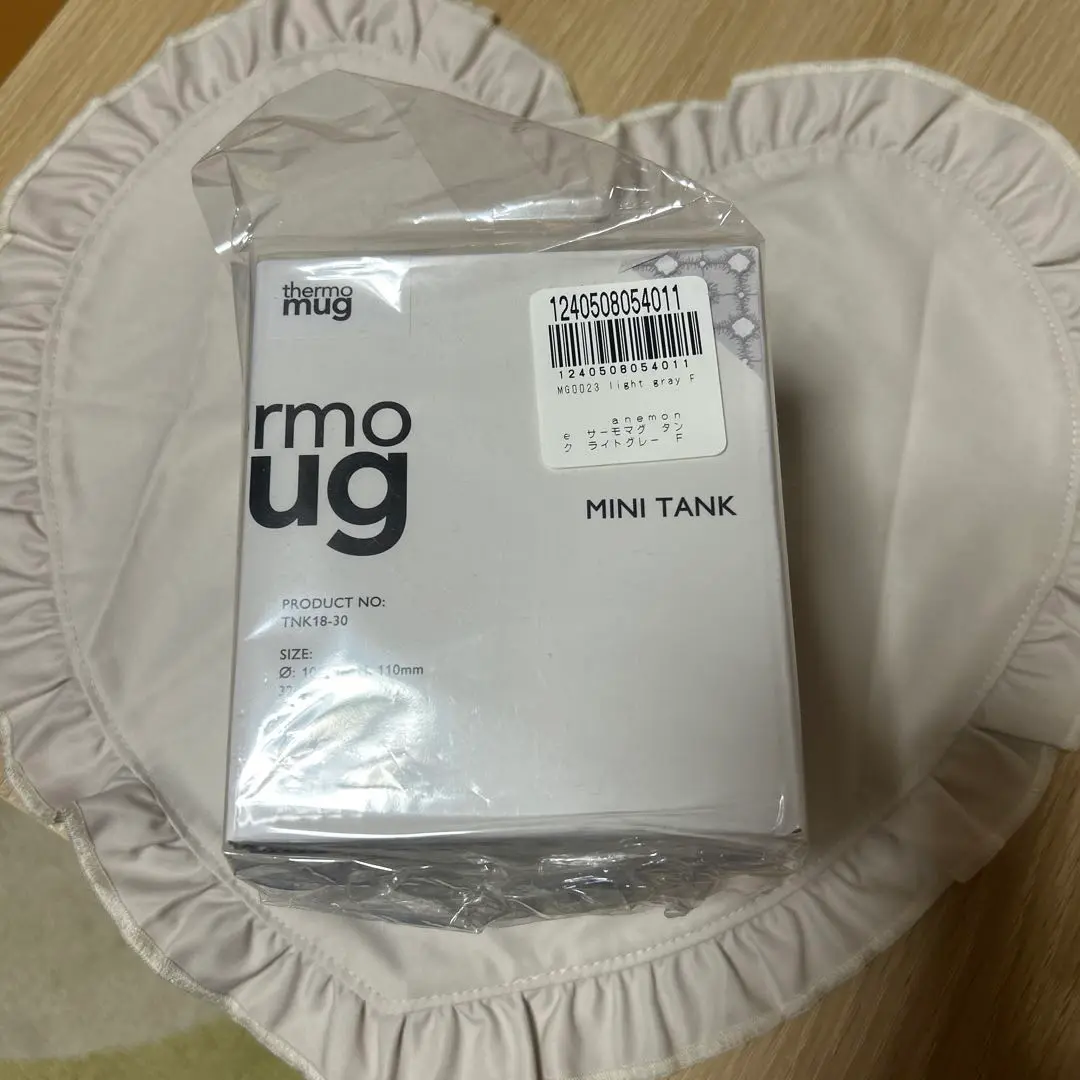 thermo
mug
1240508054011
1240508054011
MG0023 light gray F
anemon
e サーモマグ タン
ク ライトグレー F
rmo
ug
MINI TANK
PRODUCT NO:
TNK18-30
SIZE:
Ø: 110mm